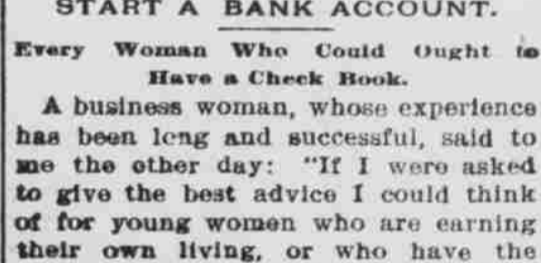 START A BANK ACCOUNT.
Every Woman Who Could Ought to
Have a Check Book.
A business woman, whose experience
has been long and successful, said to
me the other day: "If I were asked
to give the best advice I could think
of for young women who are earning
their own living, or who have the